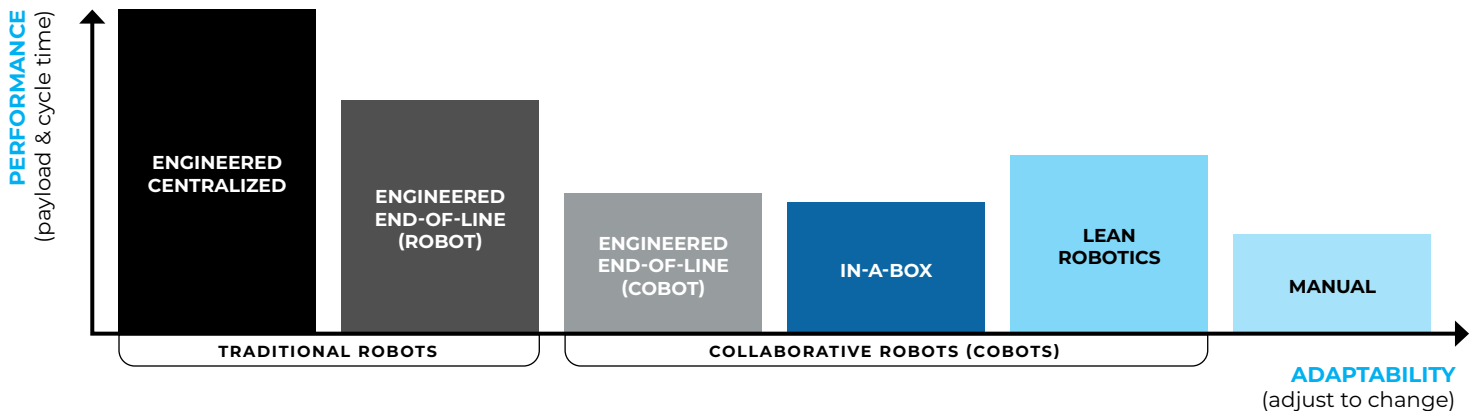 PERFORMANCE
(payload & cycle time)
ENGINEERED
CENTRALIZED
ENGINEERED
END-OF-LINE
(ROBOT)
ENGINEERED
END-OF-LINE
(COBOT)
IN-A-BOX
LEAN
ROBOTICS
MANUAL
TRADITIONAL ROBOTS
COLLABORATIVE ROBOTS (COBOTS)
ADAPTABILITY
(adjust to change)